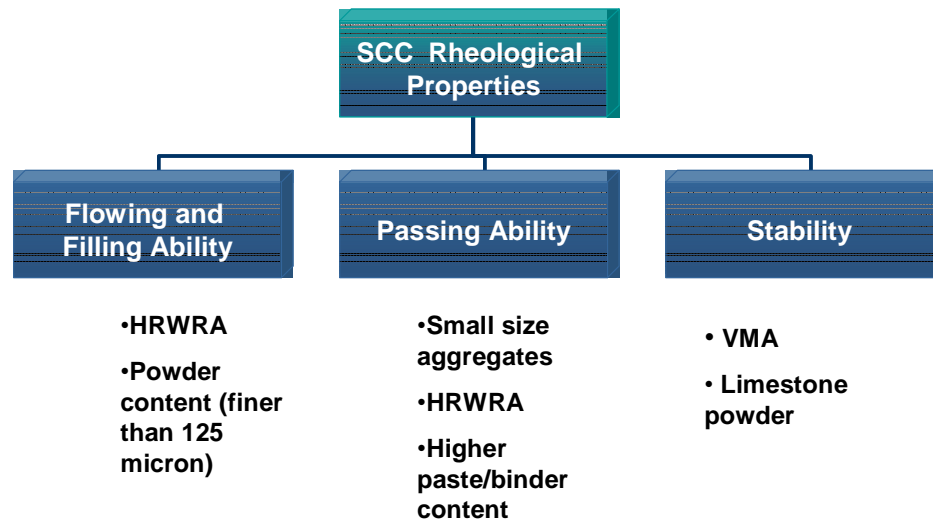 SCC Rheological
Properties
Flowing and
Filling Ability
Passing Ability
Stability
•HRWRA
•Powder
content (finer
than 125
micron)
•Small size
aggregates
•HRWRA
•Higher
paste/binder
content
• VMA
• Limestone
powder